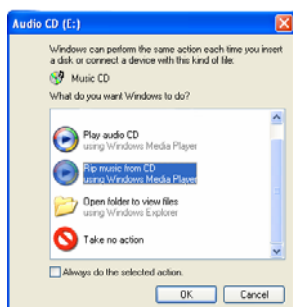 Audio CD (E:)
Windows can perform the same action each time you insert
a disk or connect a device with this kind of file:
Music CD
What do you want Windows to do?
Play audio CD
using Windows Media Player
Rip music from CD
using Windows Media Player
Open folder to view files
using Windows Explorer
Take no action
Always do the selected action.
OK Cancel